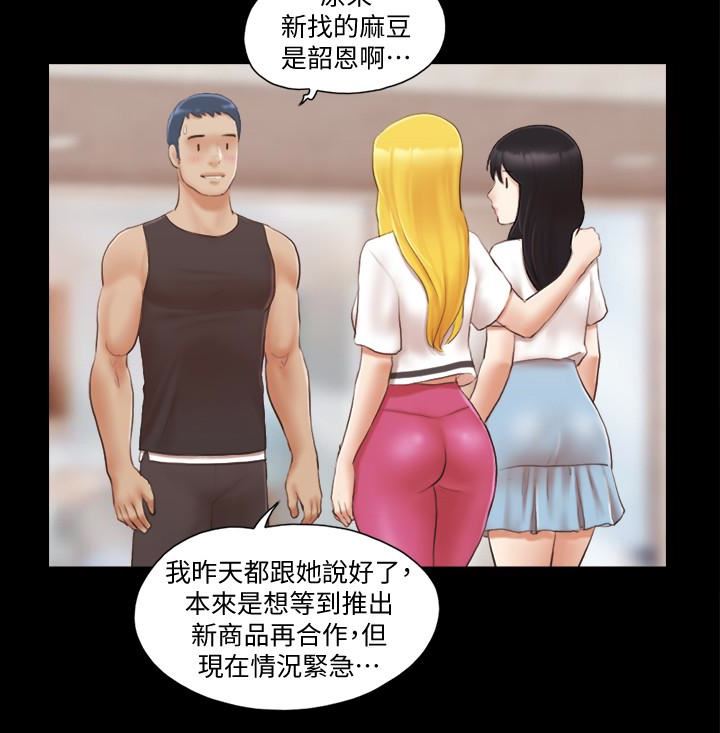 新找的麻豆
是韶恩啊…
我昨天都跟她說好了,
本來是想等到推出
新商品再合作,但
現在情況緊急…